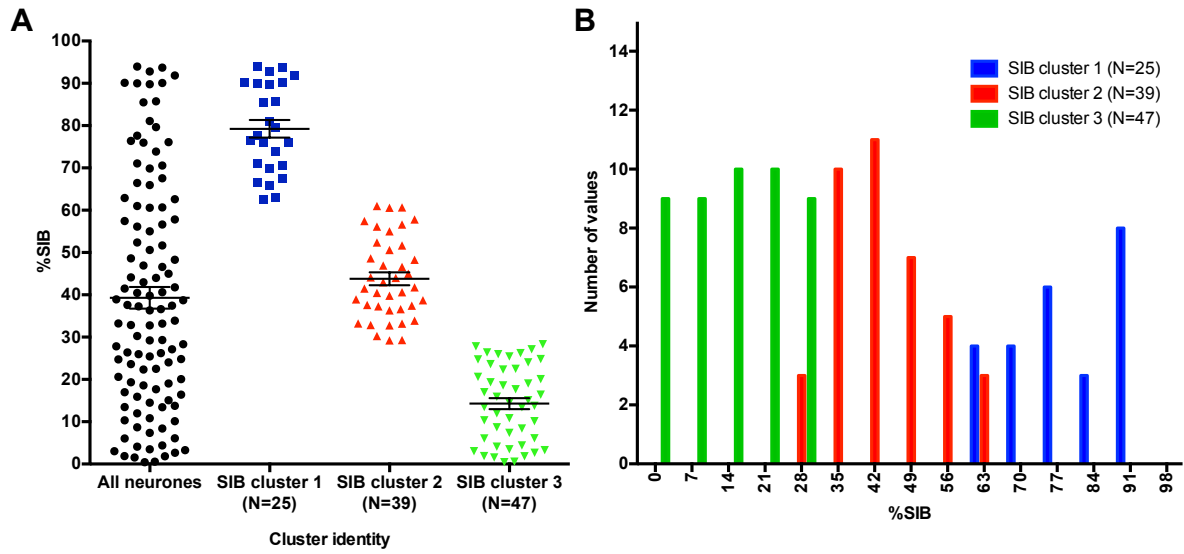 A
%SIB
100
90
80
70
60
50
40
30
20
10
0
All neurones
SIB cluster 1
(N=25)
SIB cluster 2
(N=39)
SIB cluster 3
(N=47)
Cluster identity
B
Number of values
14
12
10
8
6
4
2
0
SIB cluster 1 (N=25)
SIB cluster 2 (N=39)
SIB cluster 3 (N=47)
0 7 14 21 28 35 42 49 56 63 70 77 84 91 98
%SIB